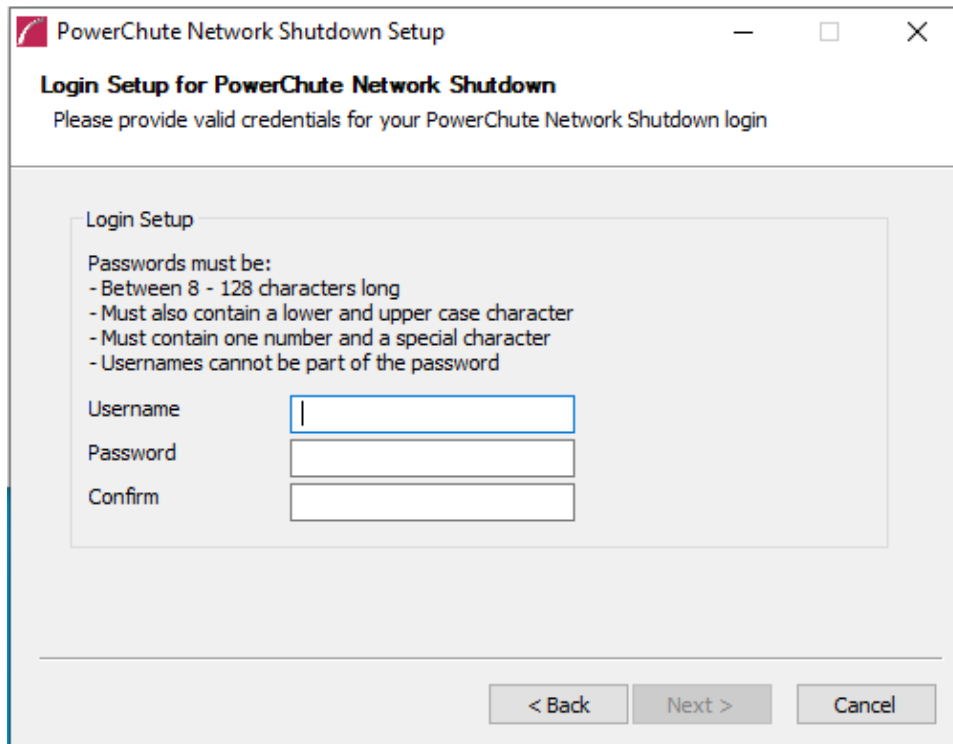 PowerChute Network Shutdown Setup
Login Setup for PowerChute Network Shutdown
Please provide valid credentials for your PowerChute Network Shutdown login
Login Setup
Passwords must be:
- Between 8 - 128 characters long
- Must also contain a lower and upper case character
- Must contain one number and a special character
- Usernames cannot be part of the password
Username
Password
Confirm
< Back Next > Cancel